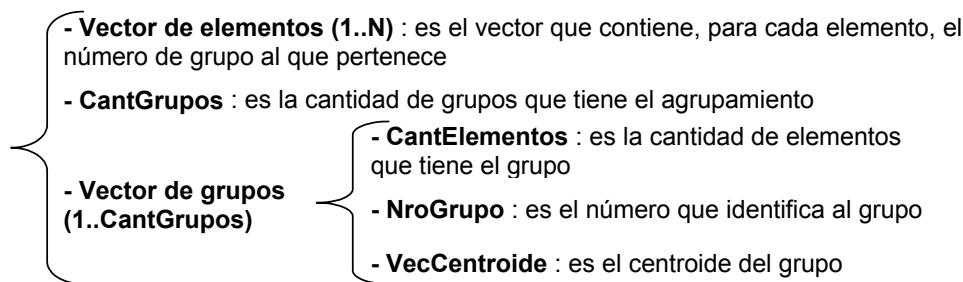 - Vector de elementos (1..N) : es el vector que contiene, para cada elemento, el
número de grupo al que pertenece
- CantGrupos : es la cantidad de grupos que tiene el agrupamiento
- Vector de grupos
(1..CantGrupos)
- CantElementos : es la cantidad de elementos
que tiene el grupo
- NroGrupo : es el número que identifica al grupo
- VecCentroide : es el centroide del grupo